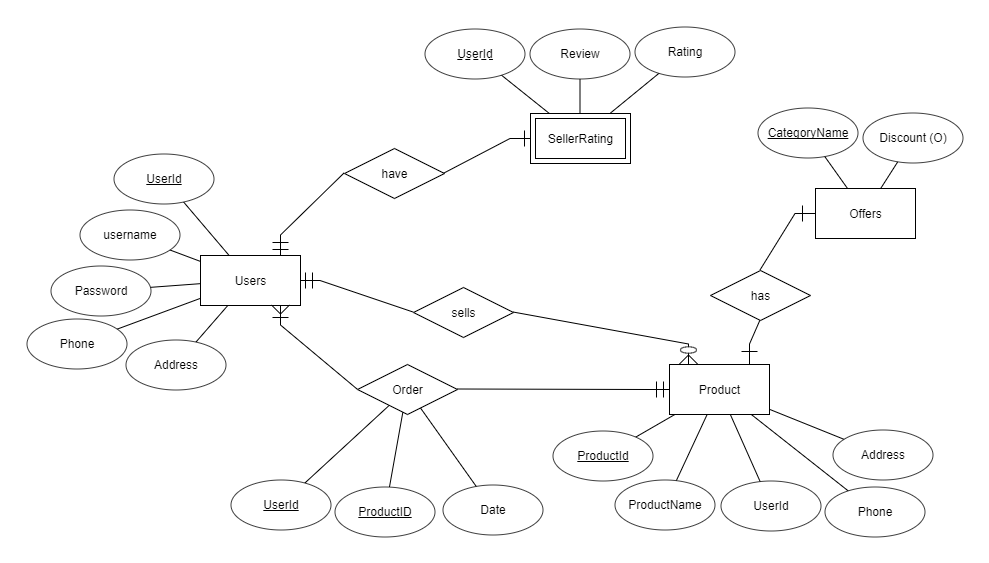 UserId
Review
Rating
SellerRating
CategoryName
Discount (O)
have
UserId
Offers
username
Users
Password
has
sells
Phone
Address
Order
Product
ProductId
Address
UserId
ProductID
Date
ProductName
UserId
Phone